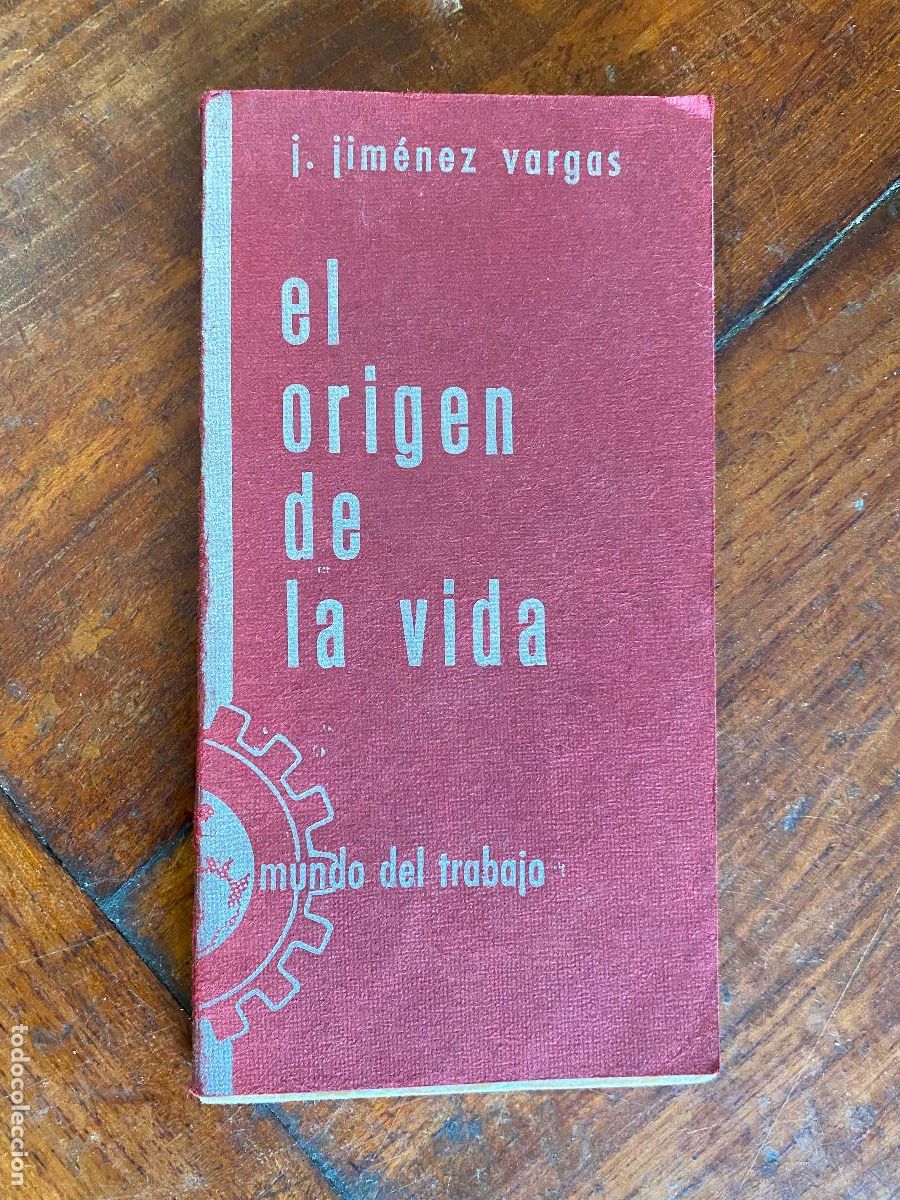 j. jiménez vargas
el
origen
de
la vida
mundo del trabajo
todocoleccion